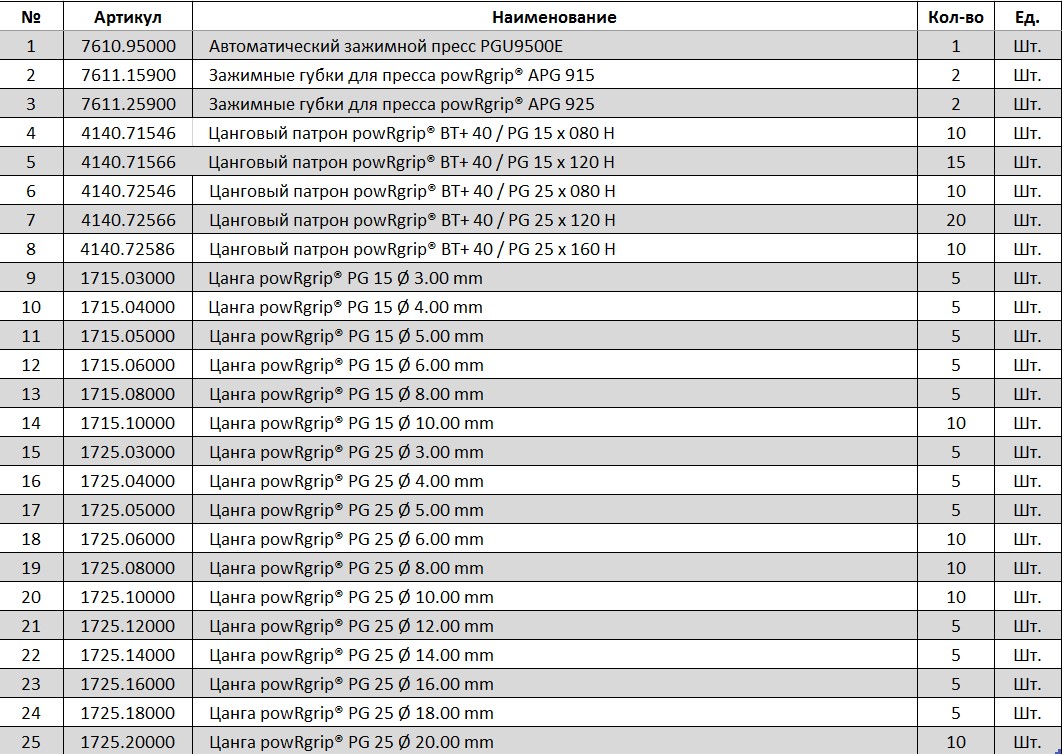 № Артикул Наименование Кол-во Ед.
1 7610.95000 Автоматический зажимной пресс PGU9500E 1 Шт.
2 7611.15900 Зажимные губки для пресса powRgrip® APG 915 2 Шт.
3 7611.25900 Зажимные губки для пресса powRgrip® APG 925 2 Шт.
4 4140.71546 Цанговый патрон powRgrip® BT+ 40 / PG 15 x 080 H 10 Шт.
5 4140.71566 Цанговый патрон powRgrip® BT+ 40 / PG 15 x 120 H 15 Шт.
6 4140.72546 Цанговый патрон powRgrip® BT+ 40 / PG 25 x 080 H 10 Шт.
7 4140.72566 Цанговый патрон powRgrip® BT+ 40 / PG 25 x 120 H 20 Шт.
8 4140.72586 Цанговый патрон powRgrip® BT+ 40 / PG 25 x 160 H 10 Шт.
9 1715.03000 Цанга powRgrip® PG 15 Ø 3.00 mm 5 Шт.
10 1715.04000 Цанга powRgrip® PG 15 Ø 4.00 mm 5 Шт.
11 1715.05000 Цанга powRgrip® PG 15 Ø 5.00 mm 5 Шт.
12 1715.06000 Цанга powRgrip® PG 15 Ø 6.00 mm 5 Шт.
13 1715.08000 Цанга powRgrip® PG 15 Ø 8.00 mm 5 Шт.
14 1715.10000 Цанга powRgrip® PG 15 Ø 10.00 mm 10 Шт.
15 1725.03000 Цанга powRgrip® PG 25 Ø 3.00 mm 5 Шт.
16 1725.04000 Цанга powRgrip® PG 25 Ø 4.00 mm 5 Шт.
17 1725.05000 Цанга powRgrip® PG 25 Ø 5.00 mm 5 Шт.
18 1725.06000 Цанга powRgrip® PG 25 Ø 6.00 mm 10 Шт.
19 1725.08000 Цанга powRgrip® PG 25 Ø 8.00 mm 10 Шт.
20 1725.10000 Цанга powRgrip® PG 25 Ø 10.00 mm 10 Шт.
21 1725.12000 Цанга powRgrip® PG 25 Ø 12.00 mm 5 Шт.
22 1725.14000 Цанга powRgrip® PG 25 Ø 14.00 mm 5 Шт.
23 1725.16000 Цанга powRgrip® PG 25 Ø 16.00 mm 5 Шт.
24 1725.18000 Цанга powRgrip® PG 25 Ø 18.00 mm 5 Шт.
25 1725.20000 Цанга powRgrip® PG 25 Ø 20.00 mm 10 Шт.